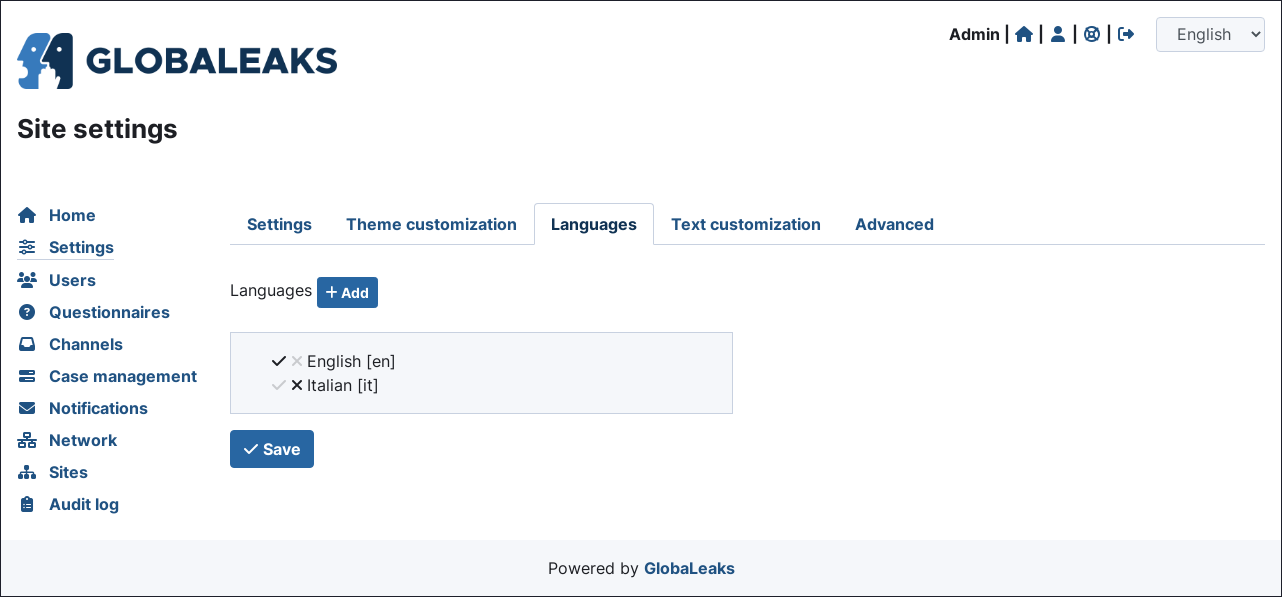 Admin | | | |
English
GLOBALEAKS
Site settings
Home
Settings
Users
Questionnaires
Channels
Case management
Notifications
Network
Sites
Audit log
Settings Theme customization Languages Text customization Advanced
Languages + Add
English [en]
Italian [it]
Save
Powered by GlobaLeaks